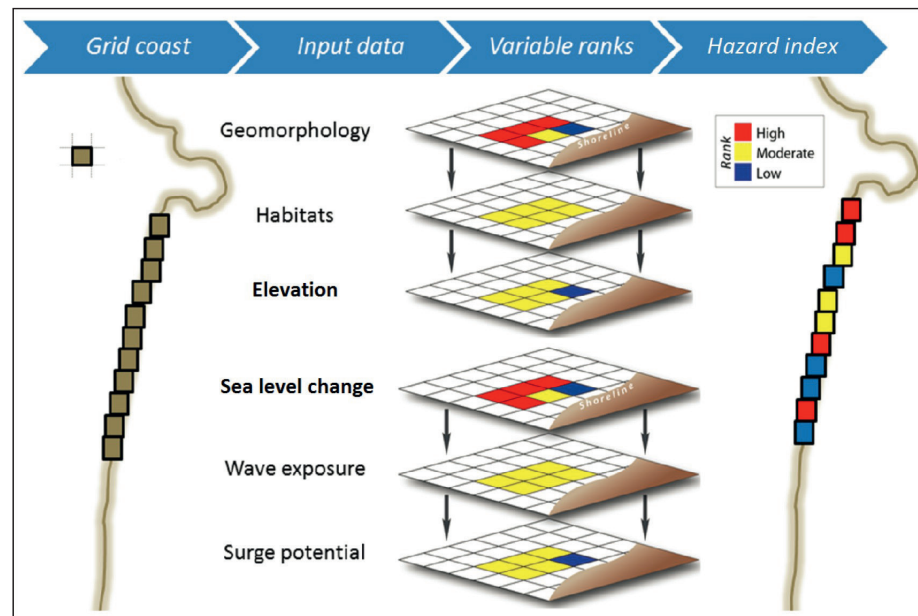 Grid coast
Input data
Variable ranks
Hazard index
Geomorphology
Shoreline
Habitats
Elevation
Sea level change
Shoreline
Wave exposure
Surge potential
Rank
High
Moderate
Low